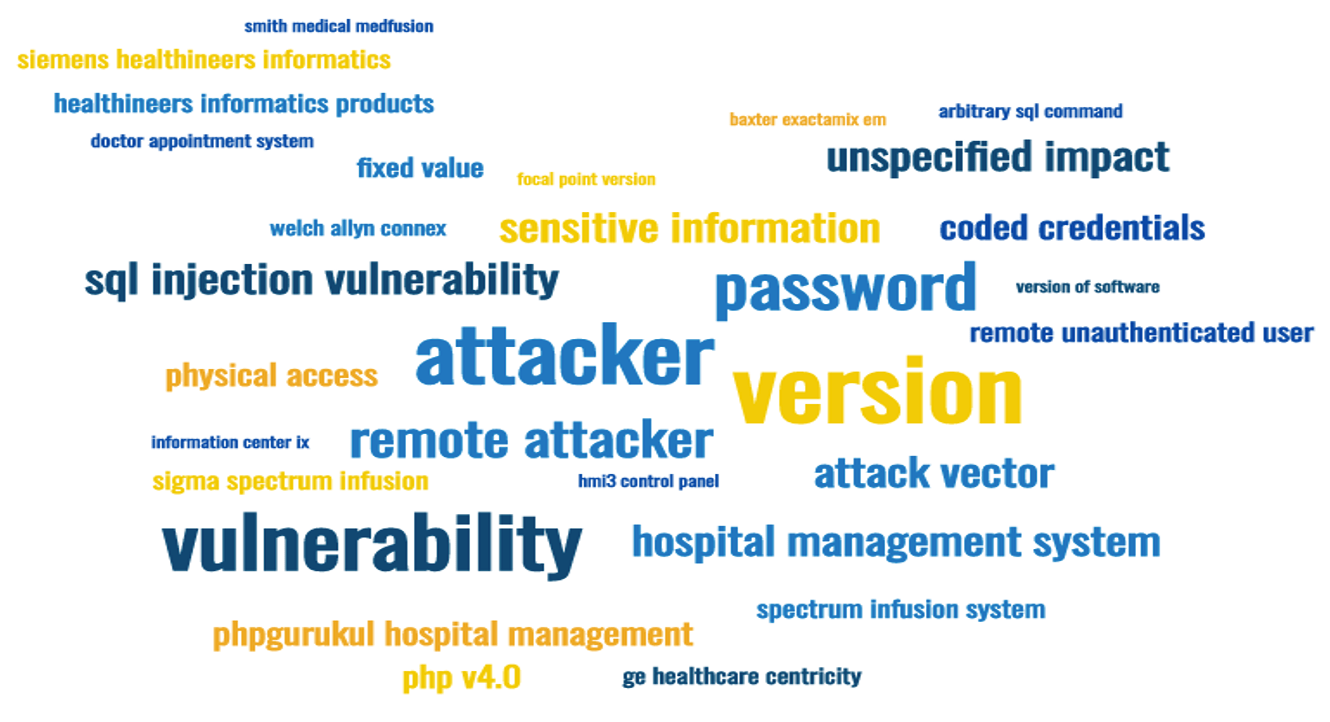 smith medical medfusion
siemens healthineers informatics
healthineers informatics products
baxter exactamix em
arbitrary sql command
doctor appointment system
unspecified impact
fixed value
focal point version
welch allyn connex
sensitive information
coded credentials
sql injection vulnerability
password
version of software
remote unauthenticated user
attacker
physical access
version
information center ix
remote attacker
attack vector
sigma spectrum infusion
hmi3 control panel
vulnerability
hospital management system
spectrum infusion system
phpgurukul hospital management
php v4.0
ge healthcare centricity